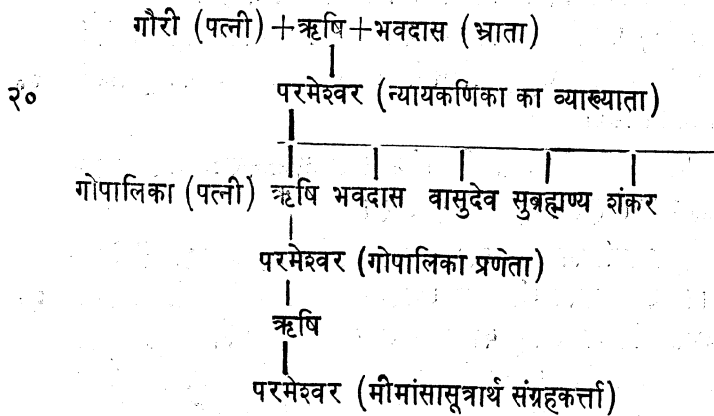 गौरी (पत्नी)+ऋषि+भवदास (भ्राता)
२० परमेश्वर (न्यायकणिका का व्याख्याता)
गोपालिका (पत्नी) ऋषि भवदास वासुदेव सुब्रह्मण्य शंकर
परमेश्वर (गोपालिका प्रणेता)
ऋषि
परमेश्वर (मीमांसासूत्रार्थ संग्रहकर्त्ता)